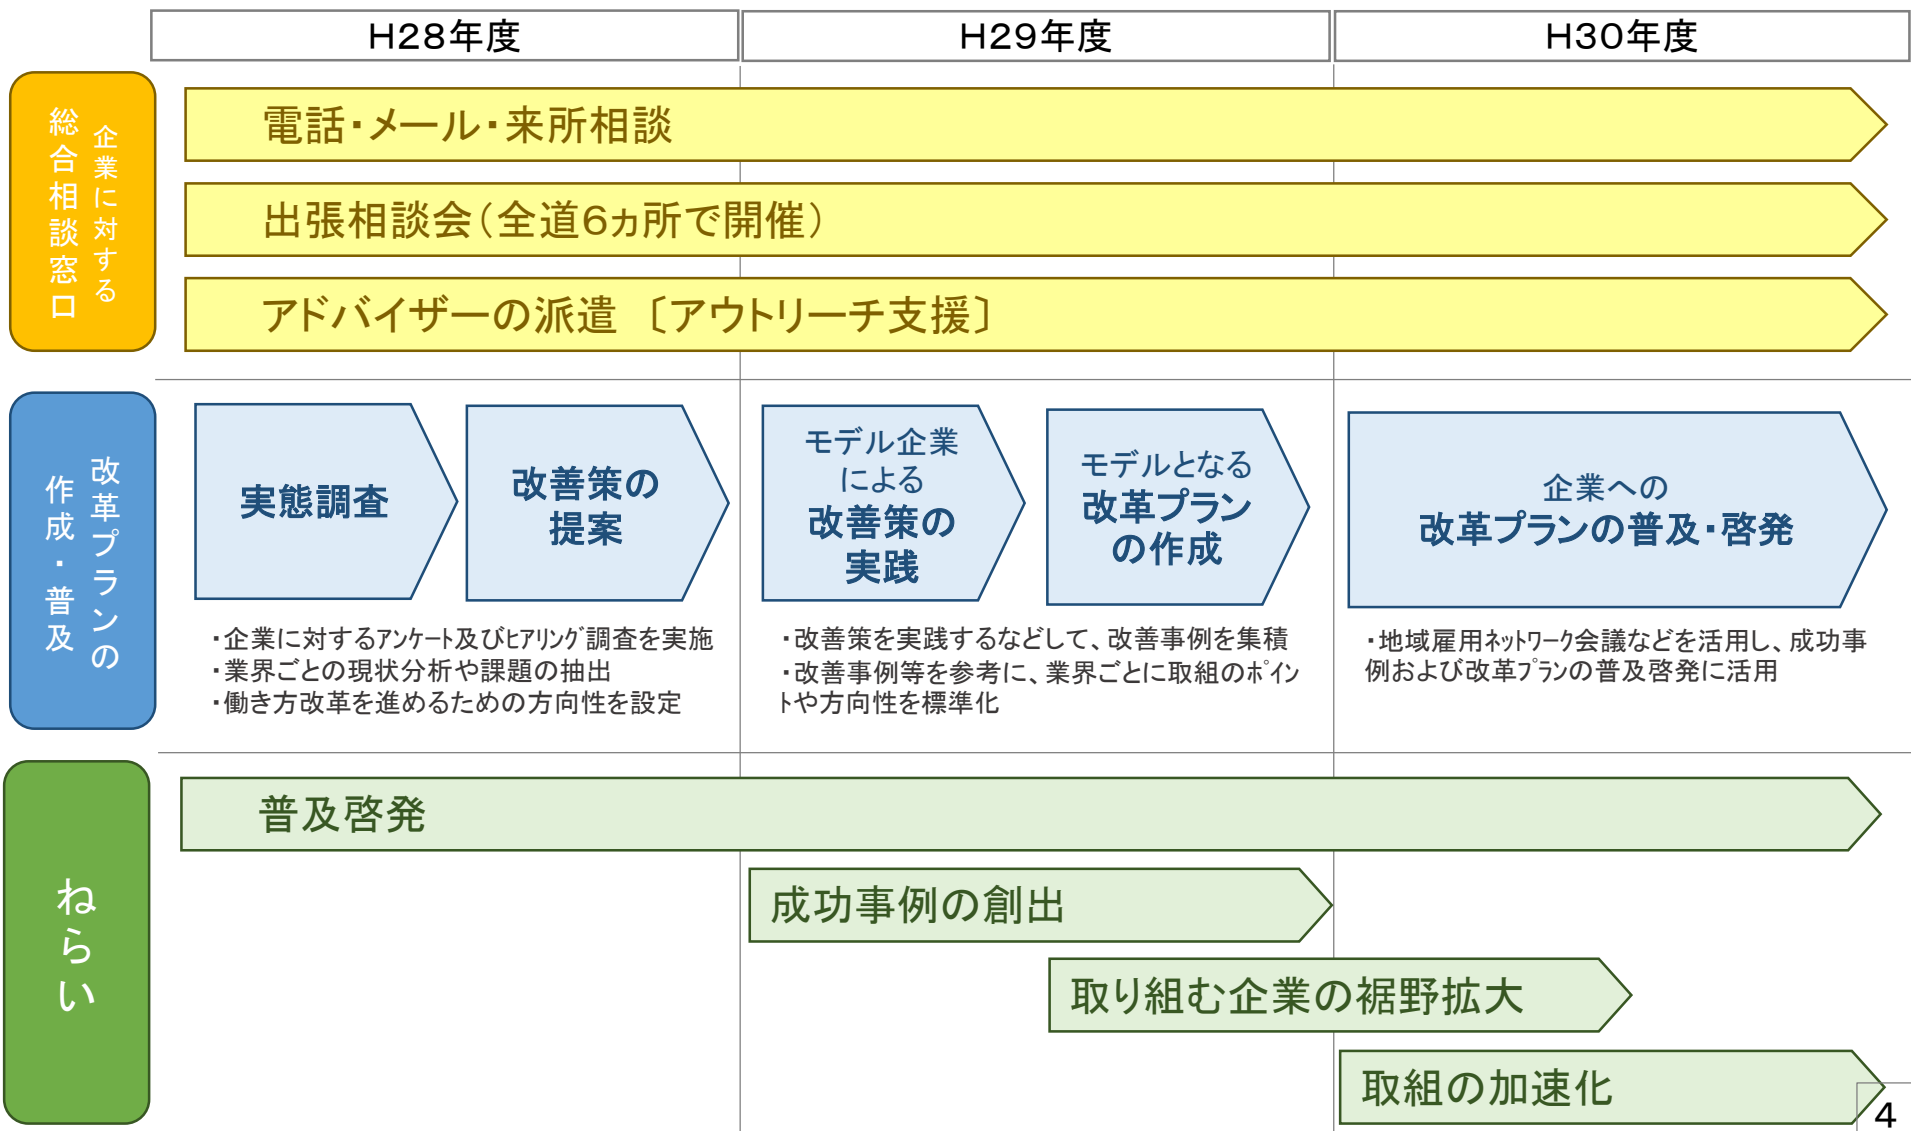 H28年度
H29年度
H30年度
企業に対する
総合相談窓口
電話・メール・来所相談
出張相談会（全道6ヵ所で開催）
アドバイザーの派遣 〔アウトリーチ支援〕
改革プランの
作成・普及
実態調査
改善策の
提案
モデル企業
による
改善策の
実践
モデルとなる
改革プラン
の作成
企業への
改革プランの普及・啓発
・企業に対するｱﾝｹｰﾄ及びﾋｱﾘﾝｸﾞ調査を実施
・業界ごとの現状分析や課題の抽出
・働き方改革を進めるための方向性を設定
・改善策を実践するなどして、改善事例を集積
・改善事例等を参考に、業界ごとに取組のﾎﾟｲﾝ
ﾄや方向性を標準化
・地域雇用ﾈｯﾄﾜｰｸ会議などを活用し、成功事
例および改革ﾌﾟﾗﾝの普及啓発に活用
ねらい
普及啓発
成功事例の創出
取り組む企業の裾野拡大
取組の加速化
4